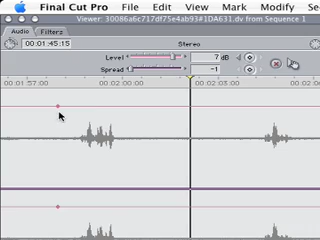 Final Cut Pro File Edit View Mark Modify Se
Viewer: 30086a6c717df75e4ab93#1DA631.dv from Sequence 1
Audio Filters
00:01:45:15 Stereo
Level 7 dB
Spread -1
00:01:57:00 00:02:00:00 00:02:03:00